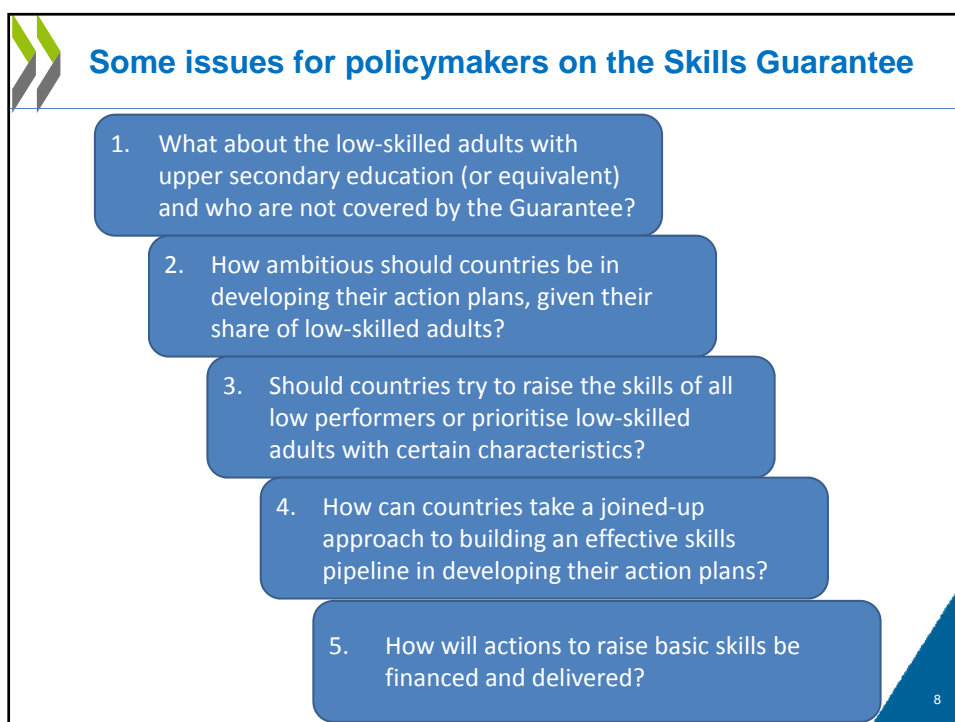 Some issues for policymakers on the Skills Guarantee
1. What about the low-skilled adults with
upper secondary education (or equivalent)
and who are not covered by the Guarantee?
2. How ambitious should countries be in
developing their action plans, given their
share of low-skilled adults?
3. Should countries try to raise the skills of all
low performers or prioritise low-skilled
adults with certain characteristics?
4. How can countries take a joined-up
approach to building an effective skills
pipeline in developing their action plans?
5. How will actions to raise basic skills be
financed and delivered?
8